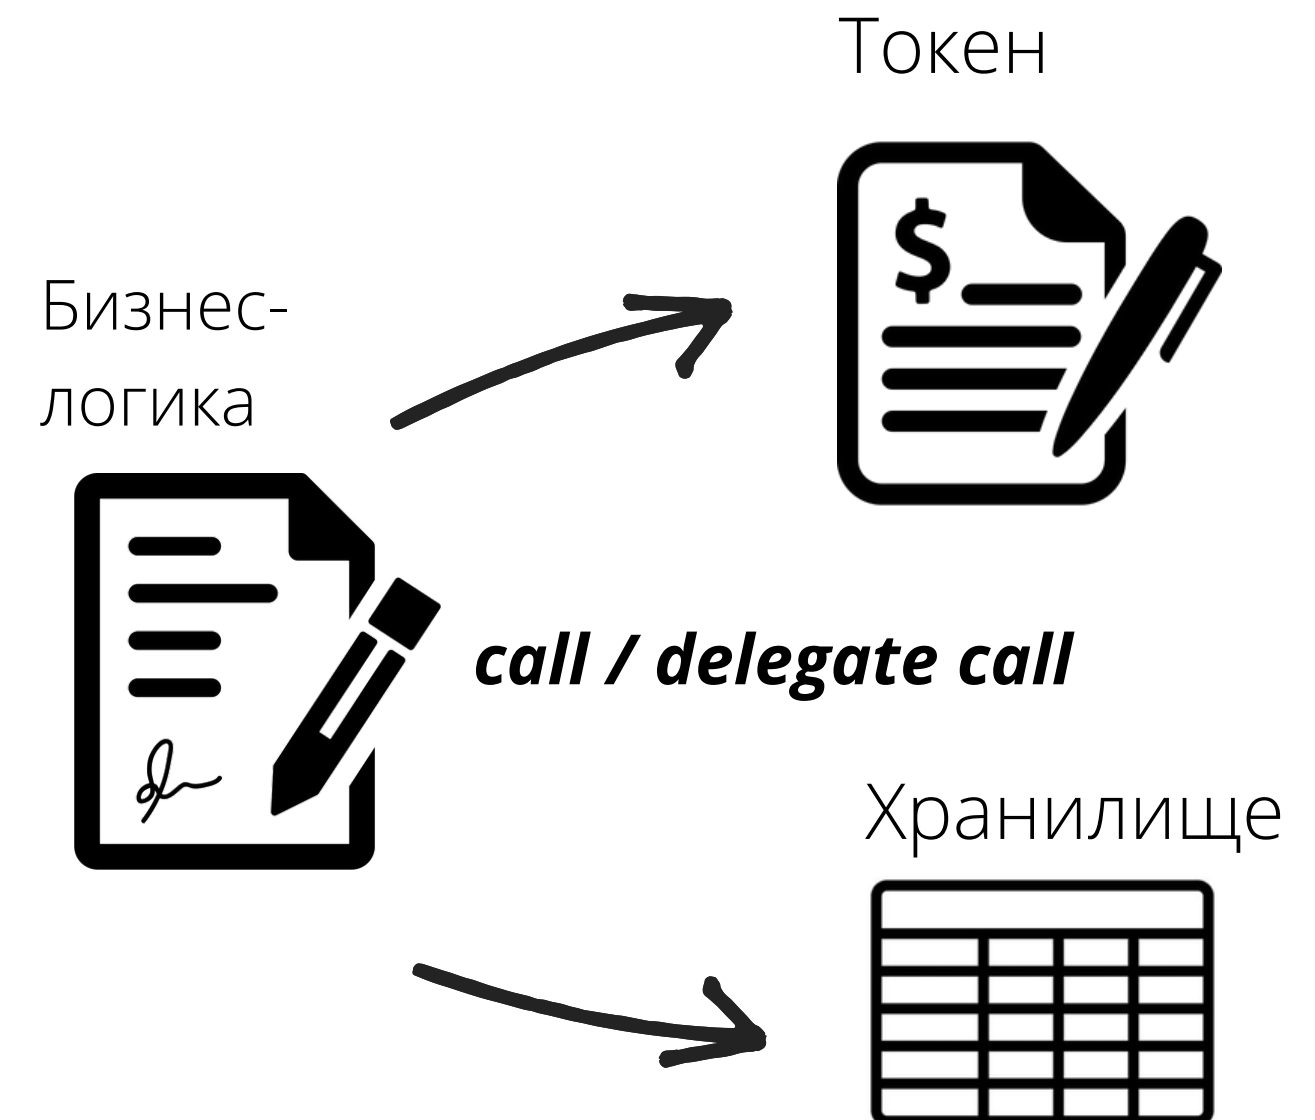 Токен
$
Бизнес-
логика
call / delegate call
Хранилище